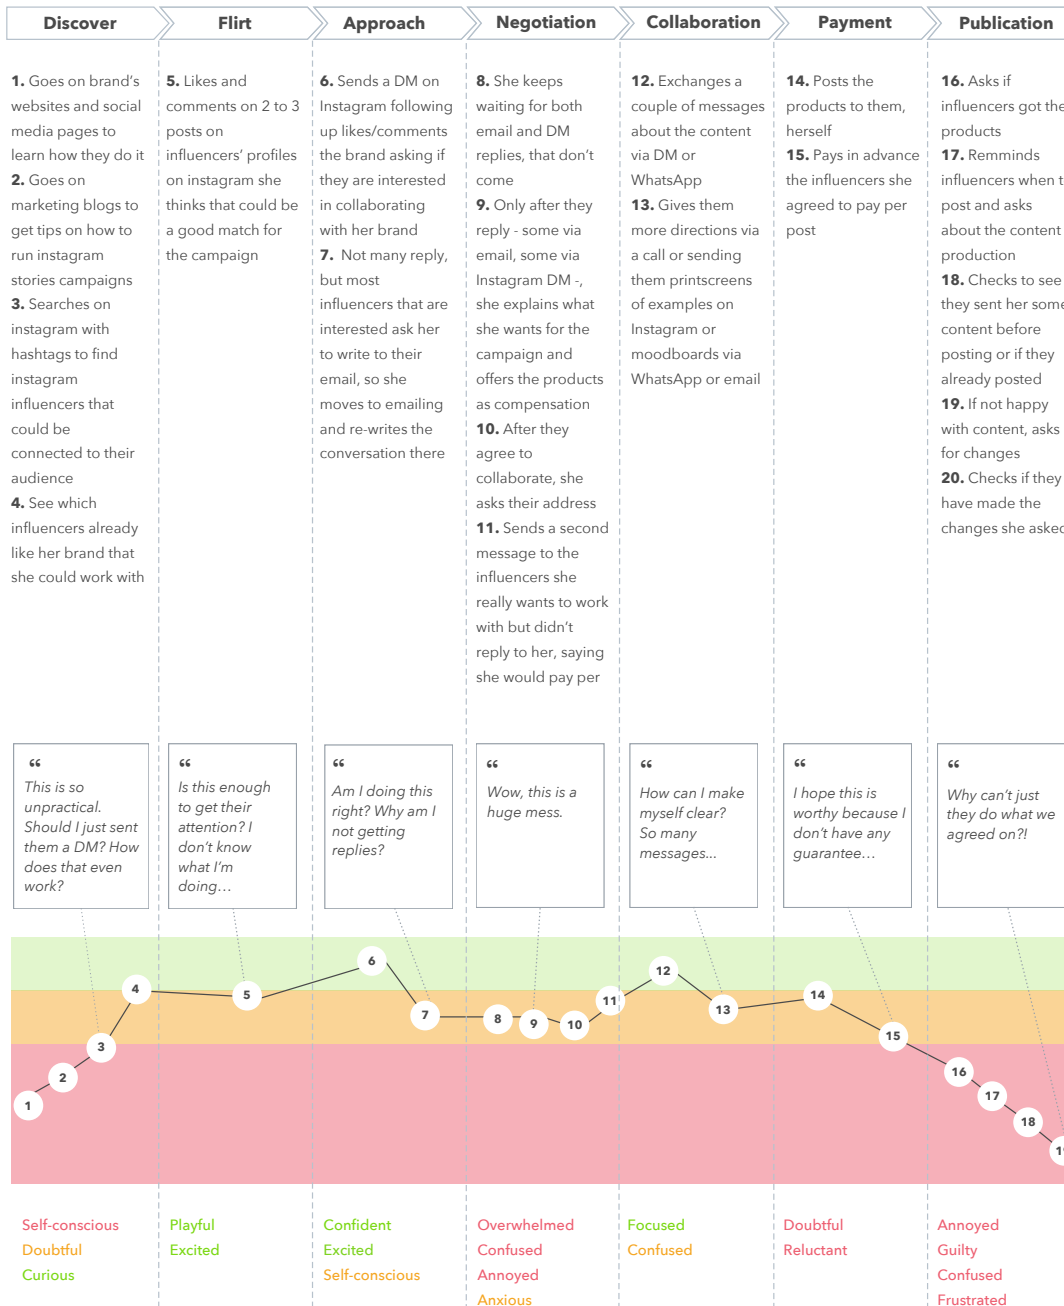 Discover
Flirt
Approach
Negotiation
Collaboration
Payment
Publication
1. Goes on brand's
websites and social
media pages to
learn how they do it
2. Goes on
marketing blogs to
get tips on how to
run instagram
stories campaigns
3. Searches on
instagram with
hashtags to find
instagram
influencers that
could be
connected to their
audience
4. See which
influencers already
like her brand that
she could work with
5. Likes and
comments on 2 to 3
posts on
influencers' profiles
on instagram she
thinks that could be
a good match for
the campaign
6. Sends a DM on
Instagram following
up likes/comments
the brand asking if
they are interested
in collaborating
with her brand
7. Not many reply,
but most
influencers that are
interested ask her
to write to their
email, so she
moves to emailing
and re-writes the
conversation there
8. She keeps
waiting for both
email and DM
replies, that don't
come
9. Only after they
reply - some via
email, some via
Instagram DM -,
she explains what
she wants for the
campaign and
offers the products
as compensation
10. After they
agree to
collaborate, she
asks their address
11. Sends a second
message to the
influencers she
really wants to work
with but didn't
reply to her, saying
she would pay per
12. Exchanges a
couple of messages
about the content
via DM or
WhatsApp
13. Gives them
more directions via
a call or sending
them printscreens
of examples on
Instagram or
moodboards via
WhatsApp or email
14. Posts the
products to them,
herself
15. Pays in advance
the influencers she
agreed to pay per
post
16. Asks if
influencers got the
products
17. Remminds
influencers when t
post and asks
about the content
production
18. Checks to see
they sent her some
content before
posting or if they
already posted
19. If not happy
with content, asks
for changes
20. Checks if they
have made the
changes she asked
“
This is so
unpractical.
Should I just sent
them a DM? How
does that even
work?
“
Is this enough
to get their
attention? I
don't know
what I'm
doing…
“
Am I doing this
right? Why am I
not getting
replies?
“
Wow, this is a
huge mess.
“
How can I make
myself clear?
So many
messages...
“
I hope this is
worthy because I
don't have any
guarantee…
“
Why can't just
they do what we
agreed on?!
1
2
3
4
5
6
7
8
9
10
11
12
13
14
15
16
17
18
Self-conscious
Doubtful
Curious
Playful
Excited
Confident
Excited
Self-conscious
Overwhelmed
Confused
Annoyed
Anxious
Focused
Confused
Doubtful
Reluctant
Annoyed
Guilty
Confused
Frustrated